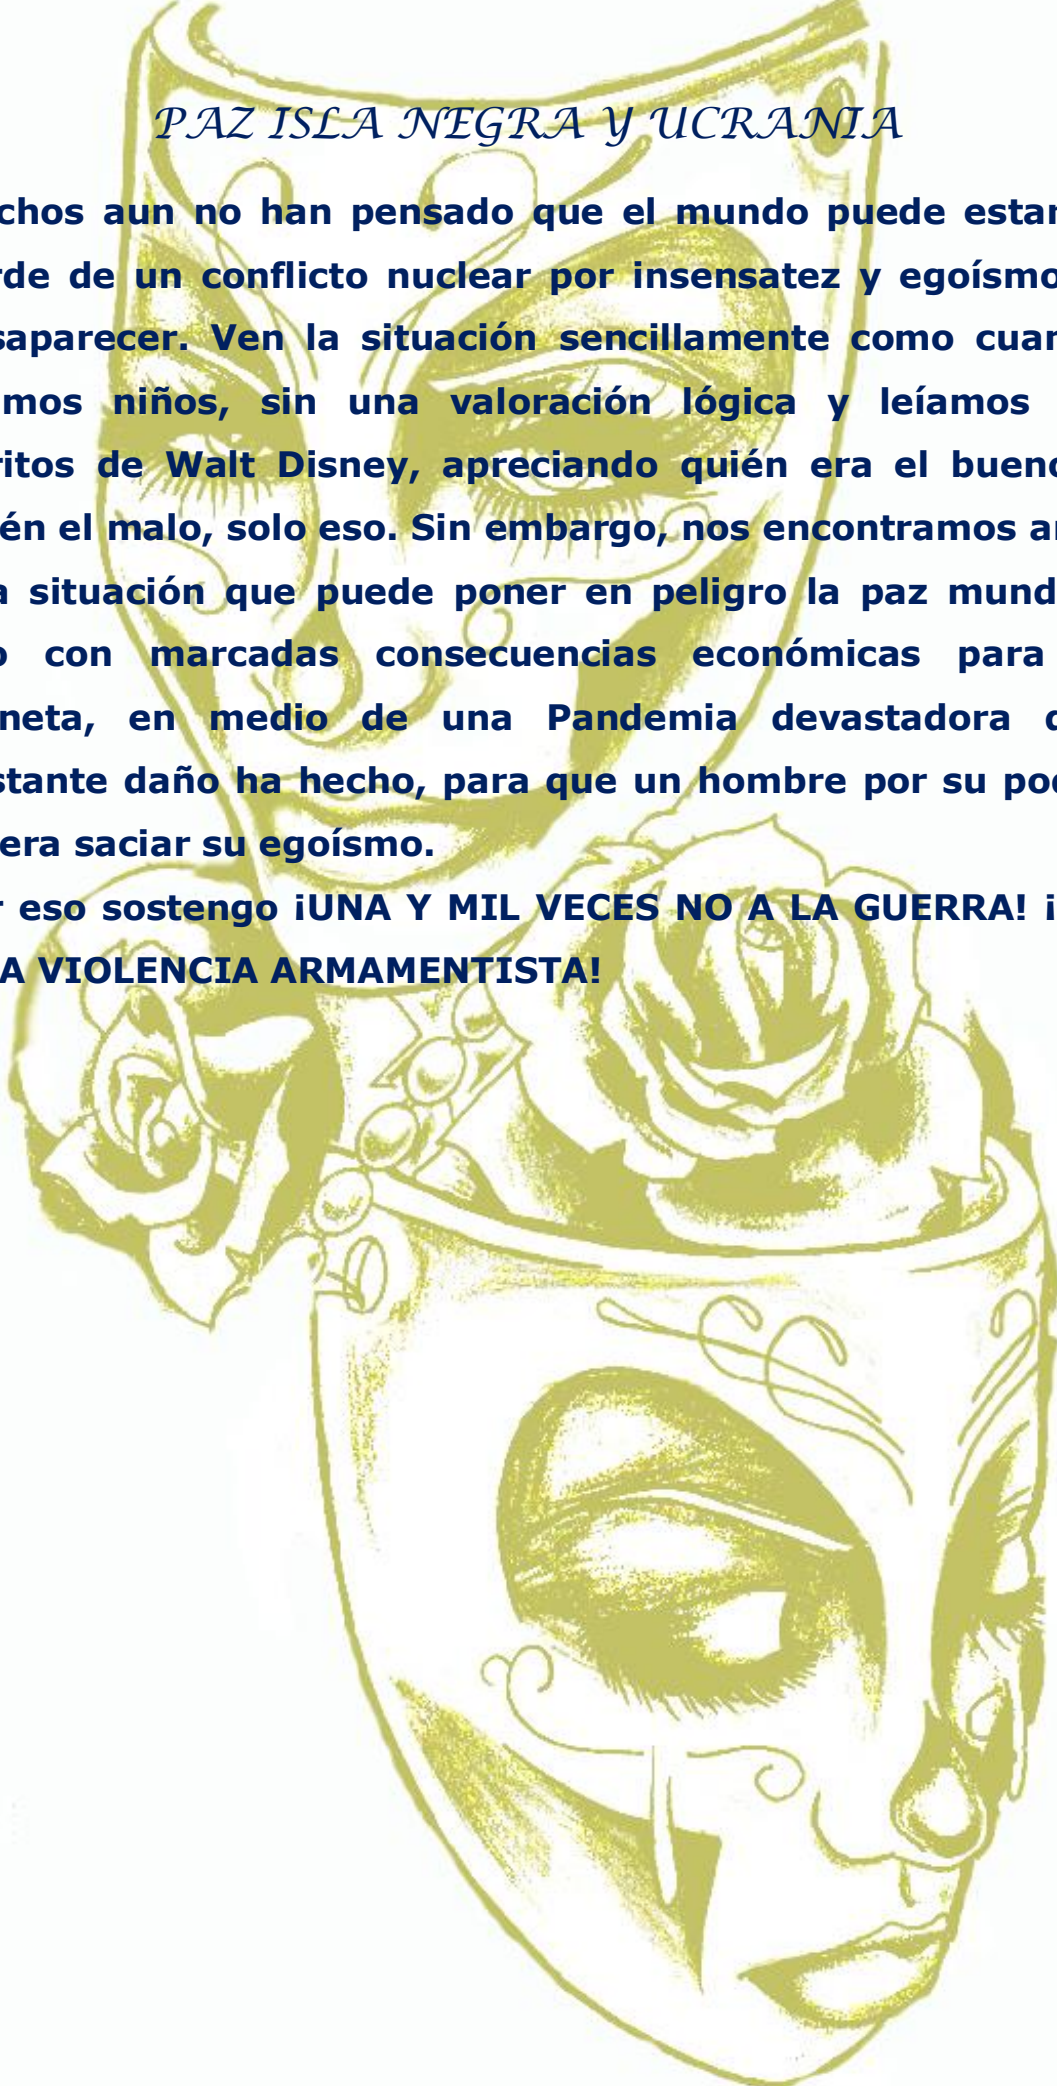 PAZ ISLA NEGRA Y UCRANIA
chos aun no han pensado que el mundo puede estar
rde de un conflicto nuclear por insensatez y egoísmo
saparecer. Ven la situación sencillamente como cuan
mos niños, sin una valoración lógica y leíamos
ritos de Walt Disney, apreciando quién era el bueno
én el malo, solo eso. Sin embargo, nos encontramos an
a situación que puede poner en peligro la paz mund
o con marcadas consecuencias económicas para
neta, en medio de una Pandemia devastadora
stante daño ha hecho, para que un hombre por su pod
era saciar su egoísmo.
r eso sostengo ¡UNA Y MIL VECES NO A LA GUERRA! ¡
A VIOLENCIA ARMAMENTISTA!